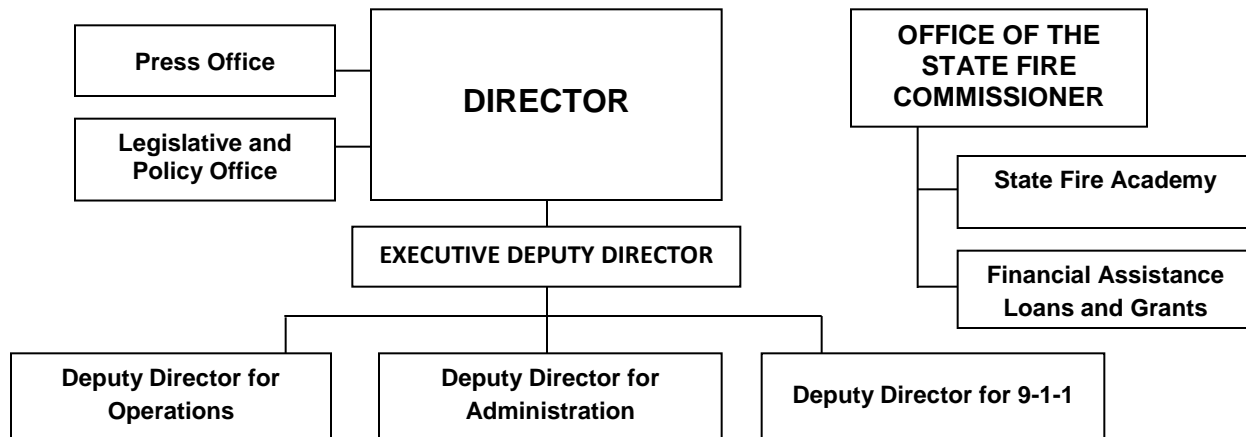 Press Office
Legislative and
Policy Office
DIRECTOR
EXECUTIVE DEPUTY DIRECTOR
Deputy Director for
Operations
Deputy Director for
Administration
Deputy Director for 9-1-1
OFFICE OF THE
STATE FIRE
COMMISSIONER
State Fire Academy
Financial Assistance
Loans and Grants